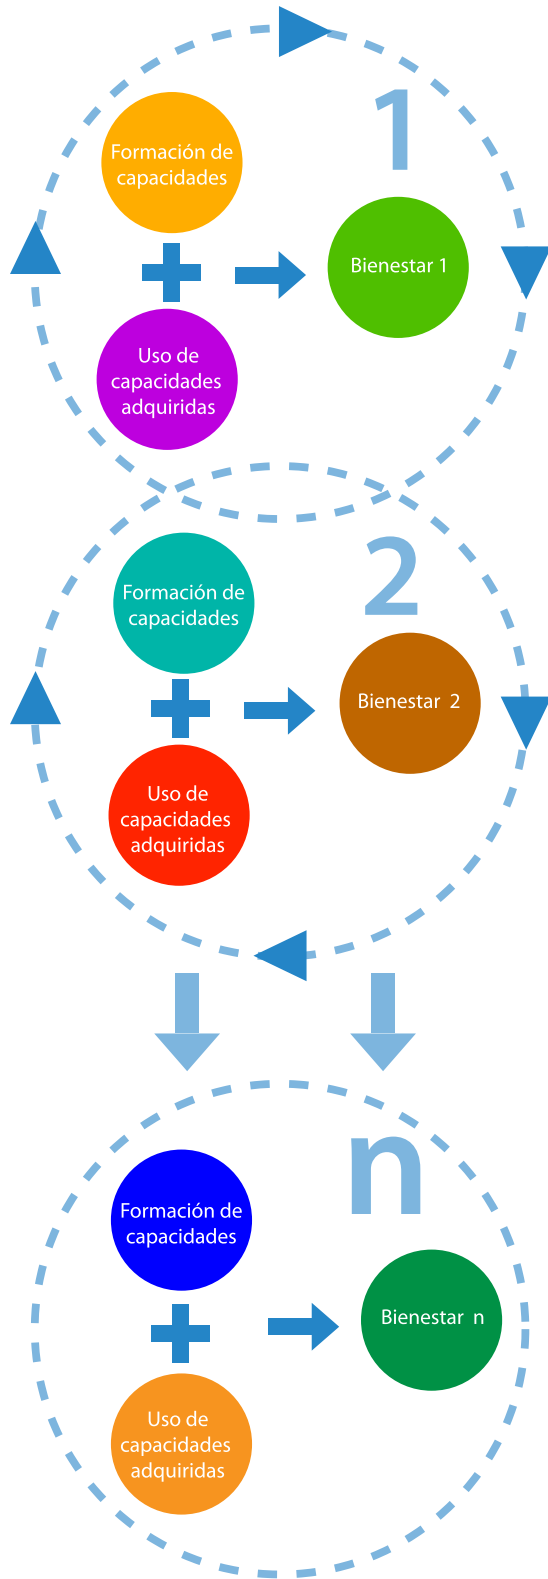 1
Formación de
capacidades
Bienestar 1
Uso de
capacidades
adquiridas
2
Formación de
capacidades
Bienestar 2
Uso de
capacidades
adquiridas
n
Formación de
capacidades
Bienestar n
Uso de
capacidades
adquiridas